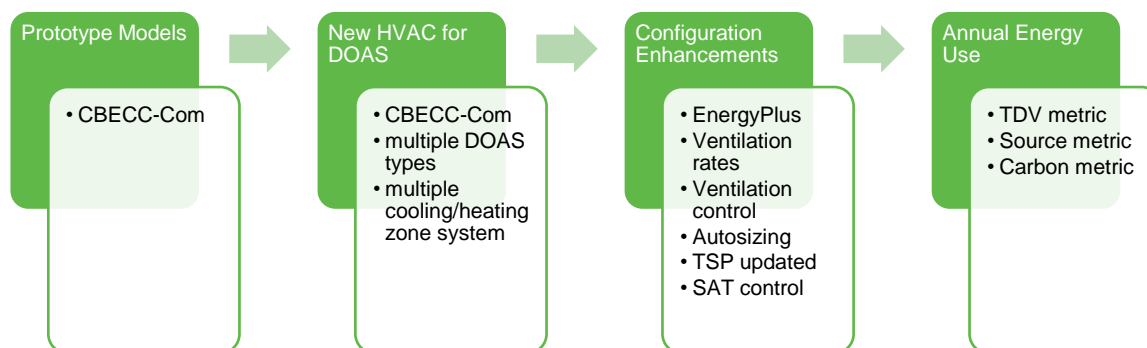 Prototype Models
• CBECC-Com
New HVAC for
DOAS
• CBECC-Com
• multiple DOAS
types
• multiple
cooling/heating
zone system
Configuration
Enhancements
• EnergyPlus
• Ventilation
rates
• Ventilation
control
• Autosizing
• TSP updated
• SAT control
Annual Energy
Use
• TDV metric
• Source metric
• Carbon metric